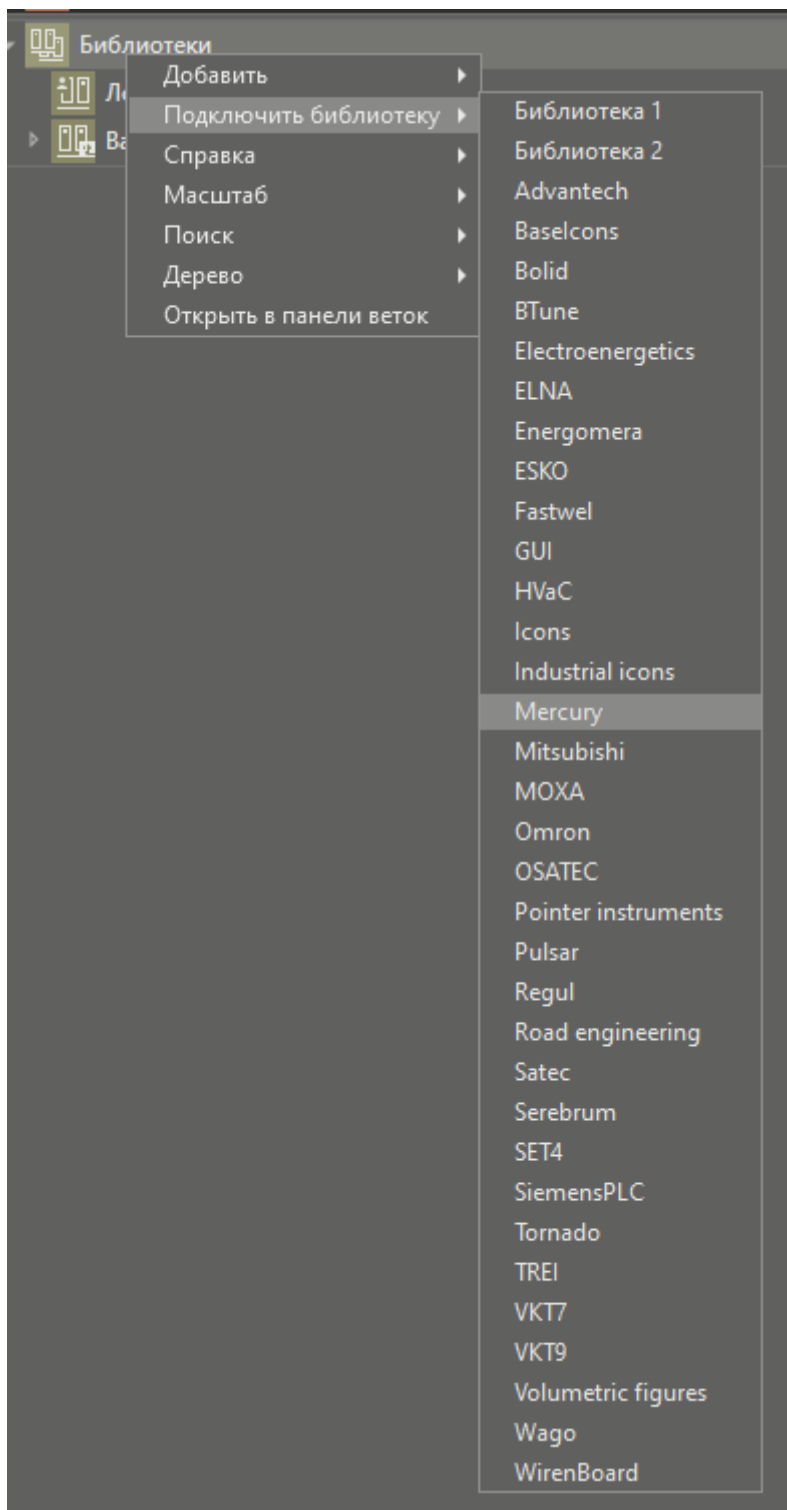 Библиотеки
Добавить
Подключить библиотеку
Справка
Масштаб
Поиск
Дерево
Открыть в панели веток
Библиотека 1
Библиотека 2
Advantech
BaseIcons
Bolid
BTune
Electroenergetics
ELNA
Energomera
ESKO
Fastwel
GUI
HVaC
Icons
Industrial icons
Mercury
Mitsubishi
MOXA
Omron
OSATEC
Pointer instruments
Pulsar
Regul
Road engineering
Satec
Serebrum
SET4
SiemensPLC
Tornado
TREI
VKT7
VKT9
Volumetric figures
Wago
WirenBoard